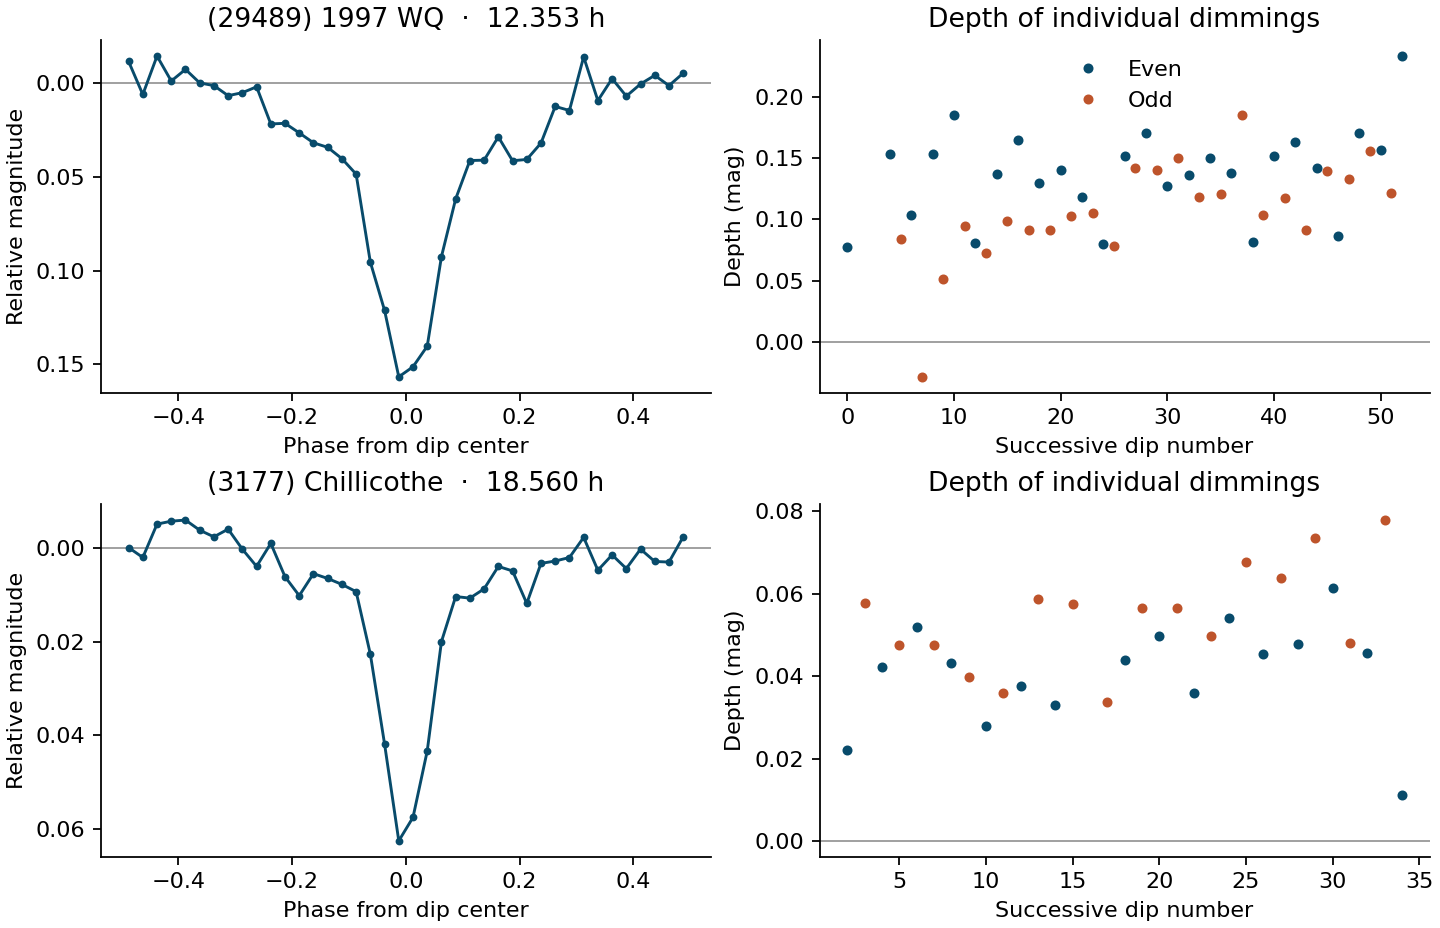 (29489) 1997 WQ · 12.353 h
Relative magnitude
0.00
0.05
0.10
0.15
−0.4
−0.2
0.0
0.2
0.4
Phase from dip center
Depth of individual dimmings
Even
Odd
Depth (mag)
0.20
0.15
0.10
0.05
0.00
0
10
20
30
40
50
Successive dip number
(3177) Chillicothe · 18.560 h
Relative magnitude
0.00
0.02
0.04
0.06
−0.4
−0.2
0.0
0.2
0.4
Phase from dip center
Depth of individual dimmings
Depth (mag)
0.08
0.06
0.04
0.02
0.00
5
10
15
20
25
30
35
Successive dip number